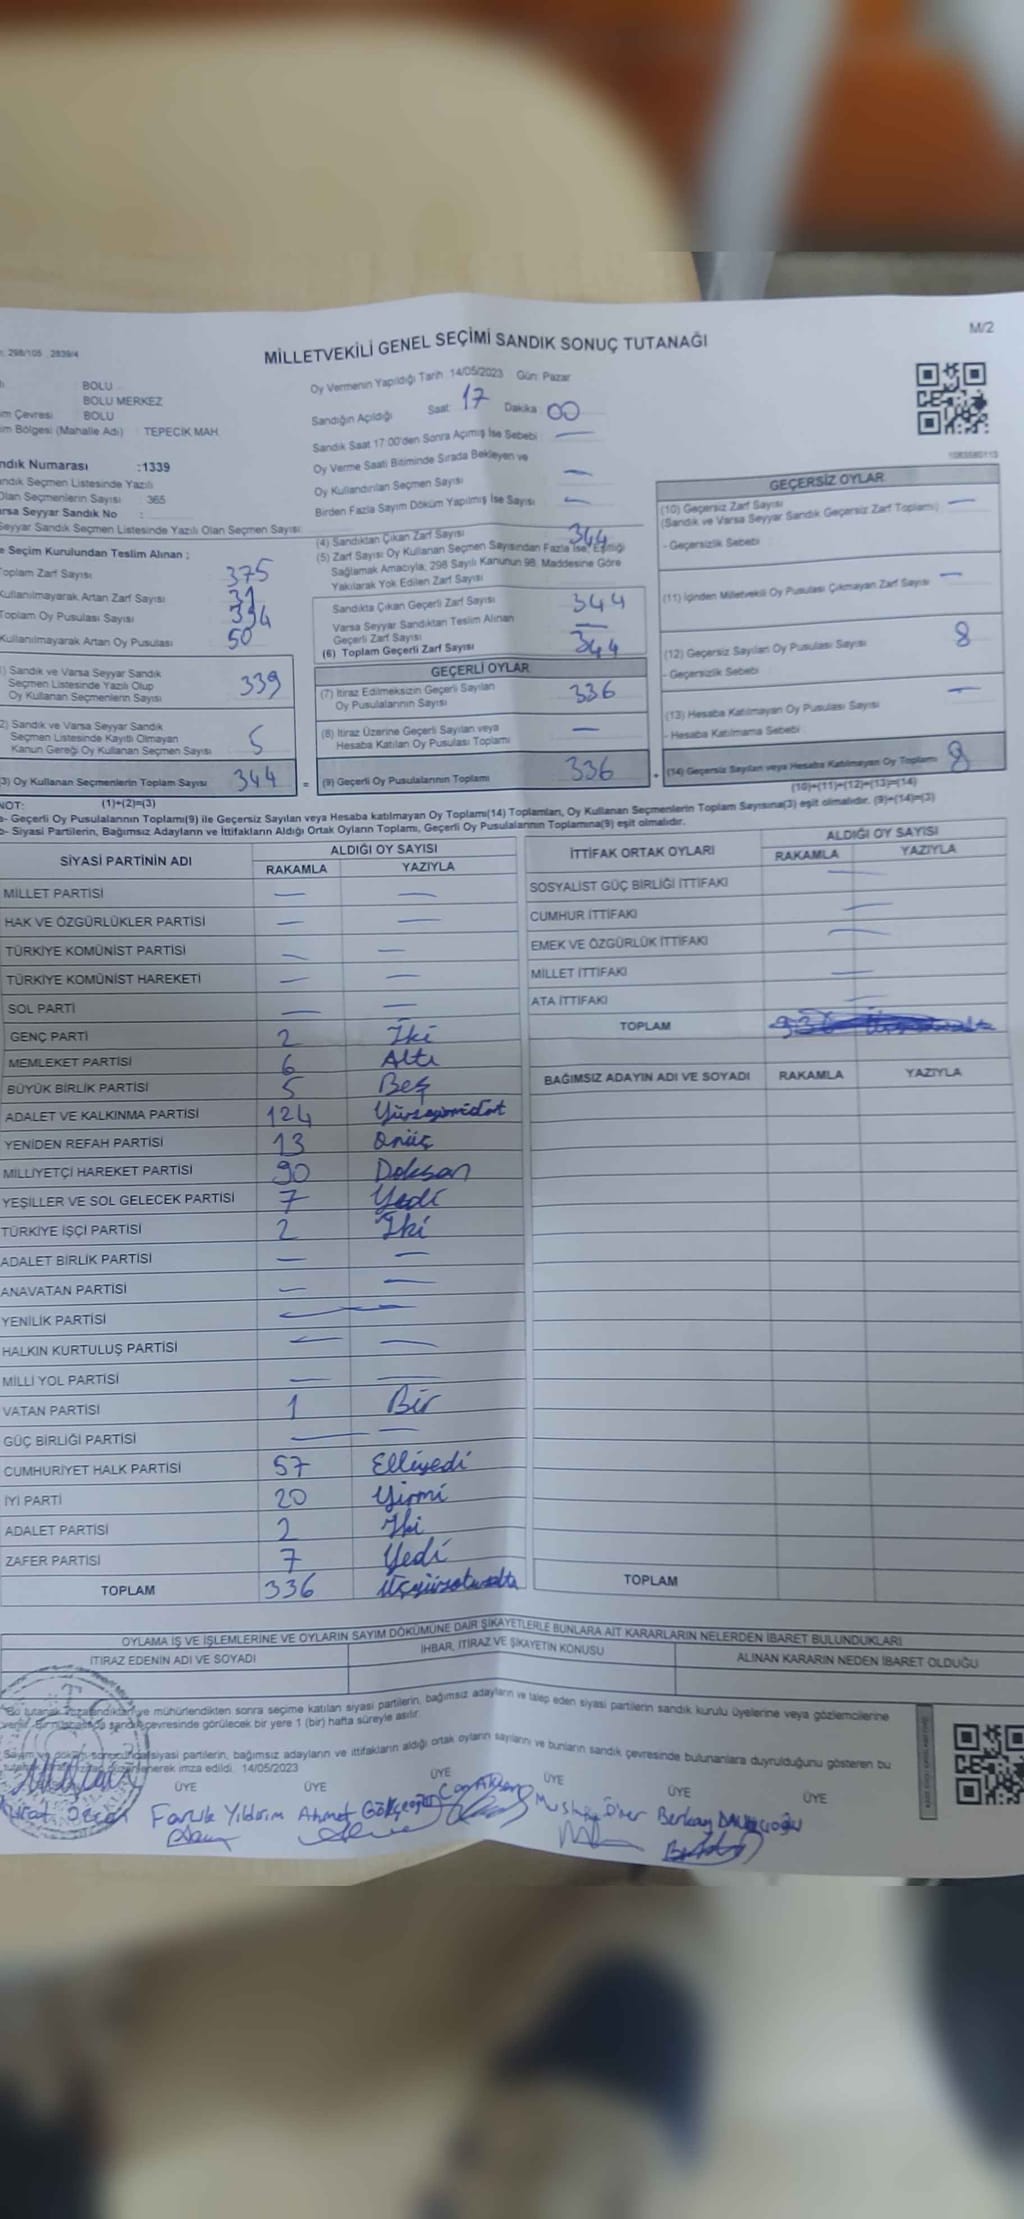 M/2
298/105 2839/4
MİLLETVEKİLİ GENEL SEÇİMİ SANDIK SONUÇ TUTANAĞI
BOLU
BOLU MERKEZ
im Çevresi BOLU
im Bölgesi (Mahalle Adı) TEPECİK MAH.
ndık Numarası :1339
ndık Seçmen Listesinde Yazılı
Olan Seçmenlerin Sayısı 365
arsa Seyyar Sandık No :
Seyyar Sandık Seçmen Listesinde Yazılı Olan Seçmen Sayısı:
e Seçim Kurulundan Teslim Alınan ;
Toplam Zarf Sayısı 375
Kullanılmayarak Artan Zarf Sayısı 31
Toplam Oy Pusulası Sayısı
Kullanılmayarak Artan Oy Pusulası 50
) Sandık ve Varsa Seyyar Sandık
Seçmen Listesinde Yazılı Olup
Oy Kullanan Seçmenlerin Sayısı 339
2) Sandık ve Varsa Seyyar Sandık
Seçmen Listesinde Kayıtlı Olmayan
Kanun Gereği Oy Kullanan Seçmen Sayısı 5
(3) Oy Kullanan Seçmenlerin Toplam Sayısı 344 =
Oy Vermenin Yapıldığı Tarih :14/05/2023 Gün: Pazar
Sandığın Açıldığı Saat: 17 Dakika: 00
Sandık Saat 17:00'den Sonra Açılmış İse Sebebi : —
Oy Verme Saati Bitiminde Sırada Bekleyen ve
Oy Kullandırılan Seçmen Sayısı —
Birden Fazla Sayım Döküm Yapılmış İse Sayısı —
(4) Sandıktan Çıkan Zarf Sayısı 344
(5) Zarf Sayısı Oy Kullanan Seçmen Sayısından Fazla İse, Eşitliği
Sağlamak Amacıyla, 298 Sayılı Kanunun 98. Maddesine Göre
Yakılarak Yok Edilen Zarf Sayısı
Sandıkta Çıkan Geçerli Zarf Sayısı 344
Varsa Seyyar Sandıktan Teslim Alınan
Geçerli Zarf Sayısı —
(6) Toplam Geçerli Zarf Sayısı 344
GEÇERLİ OYLAR
(7) İtiraz Edilmeksizin Geçerli Sayılan
Oy Pusulalarının Sayısı 336
(8) İtiraz Üzerine Geçerli Sayılan veya
Hesaba Katılan Oy Pusulası Toplamı —
(9) Geçerli Oy Pusulalarının Toplamı 336 +
GEÇERSİZ OYLAR
(10) Geçersiz Zarf Sayısı —
(Sandık ve Varsa Seyyar Sandık Geçersiz Zarf Toplamı)
- Geçersizlik Sebebi :
(11) İçinden Milletvekili Oy Pusulası Çıkmayan Zarf Sayısı —
(12) Geçersiz Sayılan Oy Pusulası Sayısı 8
- Geçersizlik Sebebi :
(13) Hesaba Katılmayan Oy Pusulası Sayısı —
- Hesaba Katılmama Sebebi :
(14) Geçersiz Sayılan veya Hesaba Katılmayan Oy Toplamı 8
NOT: (1)+(2)=(3) (10)+(11)+(12)+(13)=(14)
a- Geçerli Oy Pusulalarının Toplamı(9) ile Geçersiz Sayılan veya Hesaba katılmayan Oy Toplamı(14) Toplamları, Oy Kullanan Seçmenlerin Toplam Sayısına(3) eşit olmalıdır. (9)+(14)=(3)
b- Siyasi Partilerin, Bağımsız Adayların ve İttifakların Aldığı Ortak Oyların Toplamı, Geçerli Oy Pusulalarının Toplamına(9) eşit olmalıdır.
SİYASİ PARTİNİN ADI ALDIĞI OY SAYISI
RAKAMLA YAZIYLA
MİLLET PARTİSİ — —
HAK VE ÖZGÜRLÜKLER PARTİSİ — —
TÜRKİYE KOMÜNİST PARTİSİ — —
TÜRKİYE KOMÜNİST HAREKETİ — —
SOL PARTİ — —
GENÇ PARTİ 2 İki
MEMLEKET PARTİSİ 6 Altı
BÜYÜK BİRLİK PARTİSİ 5 Beş
ADALET VE KALKINMA PARTİSİ 124 Yüzyirmidört
YENİDEN REFAH PARTİSİ 13 Onüç
MİLLİYETÇİ HAREKET PARTİSİ 90 Doksan
YEŞİLLER VE SOL GELECEK PARTİSİ 7 Yedi
TÜRKİYE İŞÇİ PARTİSİ 2 İki
ADALET BİRLİK PARTİSİ — —
ANAVATAN PARTİSİ — —
YENİLİK PARTİSİ —
HALKIN KURTULUŞ PARTİSİ — —
MİLLİ YOL PARTİSİ — —
VATAN PARTİSİ 1 Bir
GÜÇ BİRLİĞİ PARTİSİ — —
CUMHURİYET HALK PARTİSİ 57 Elliyedi
İYİ PARTİ 20 Yirmi
ADALET PARTİSİ 2 İki
ZAFER PARTİSİ 7 Yedi
TOPLAM 336 üçyüzotuzaltı
İTTİFAK ORTAK OYLARI ALDIĞI OY SAYISI
RAKAMLA YAZIYLA
SOSYALİST GÜÇ BİRLİĞİ İTTİFAKI —
CUMHUR İTTİFAKI —
EMEK VE ÖZGÜRLÜK İTTİFAKI —
MİLLET İTTİFAKI —
ATA İTTİFAKI —
TOPLAM
BAĞIMSIZ ADAYIN ADI VE SOYADI RAKAMLA YAZIYLA
TOPLAM
OYLAMA İŞ VE İŞLEMLERİNE VE OYLARIN SAYIM DÖKÜMÜNE DAİR ŞİKAYETLERLE BUNLARA AİT KARARLARIN NELERDEN İBARET BULUNDUKLARI
İTİRAZ EDENİN ADI VE SOYADI İHBAR, İTİRAZ VE ŞİKAYETİN KONUSU ALINAN KARARIN NEDEN İBARET OLDUĞU
Bu tutanak imzalandıktan ve mühürlendikten sonra seçime katılan siyasi partilerin, bağımsız adayların ve talep eden siyasi partilerin sandık kurulu üyelerine veya gözlemcilerine
verilir. Bir nüshası da sandık çevresinde görülecek bir yere 1 (bir) hafta süreyle asılır.
Sayım ve döküm sonucunda siyasi partilerin, bağımsız adayların ve ittifakların aldığı ortak oyların sayılarını ve bunların sandık çevresinde bulunanlara duyurulduğunu gösteren bu
tutanak düzenlenerek imza edildi. 14/05/2023
ÜYE ÜYE ÜYE ÜYE ÜYE ÜYE
Faruk Yıldırım Ahmet Gökçeoğlu